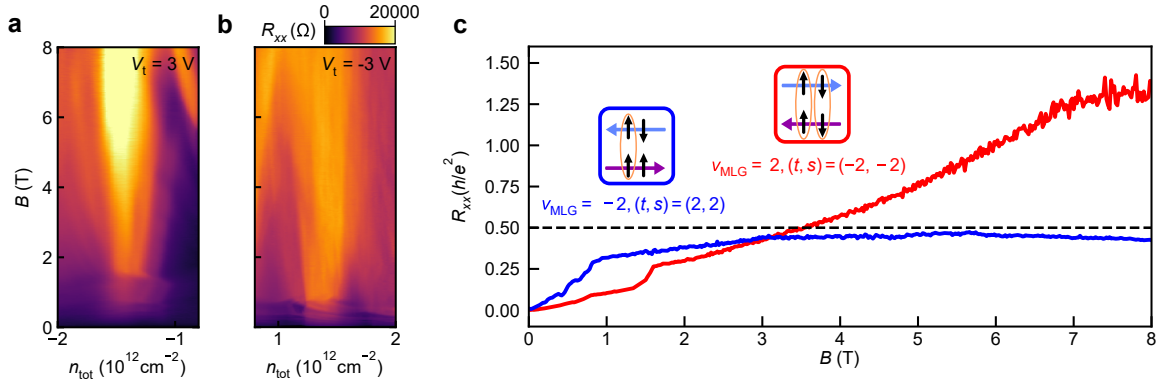 a
b
c
R_xx (Ω)
0
20000
V_t = 3 V
V_t = -3 V
8
6
4
2
0
B (T)
−2
−1
n_tot (10^12 cm^−2)
1
2
n_tot (10^12 cm^−2)
1.50
1.25
1.00
0.75
0.50
0.25
0.00
R_xx (h/e^2)
ν_MLG = −2, (t, s) = (2, 2)
ν_MLG = 2, (t, s) = (−2, −2)
0
1
2
3
4
5
6
7
8
B (T)